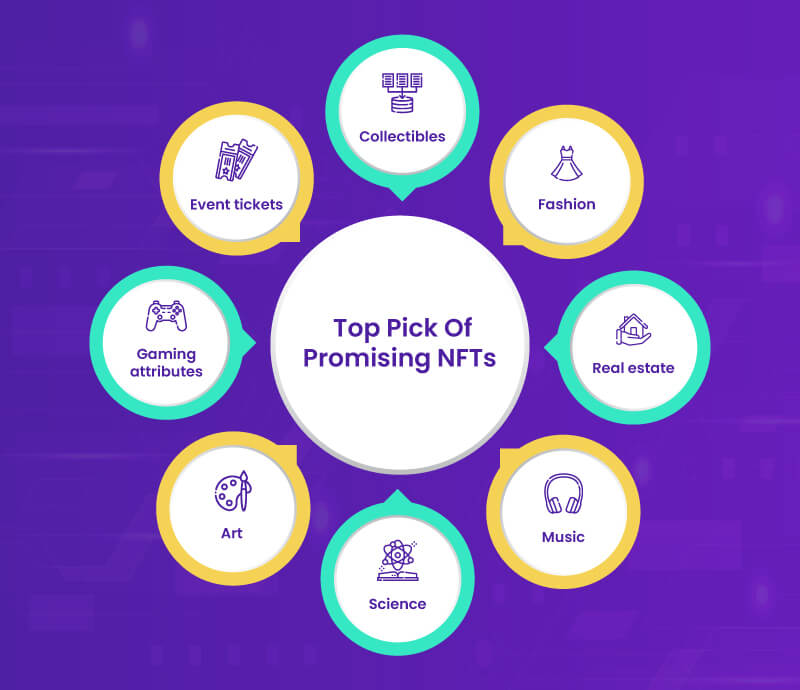 Collectibles
Event tickets
Fashion
Top Pick Of
Promising NFTs
Gaming
attributes
Real estate
Art
Music
Science